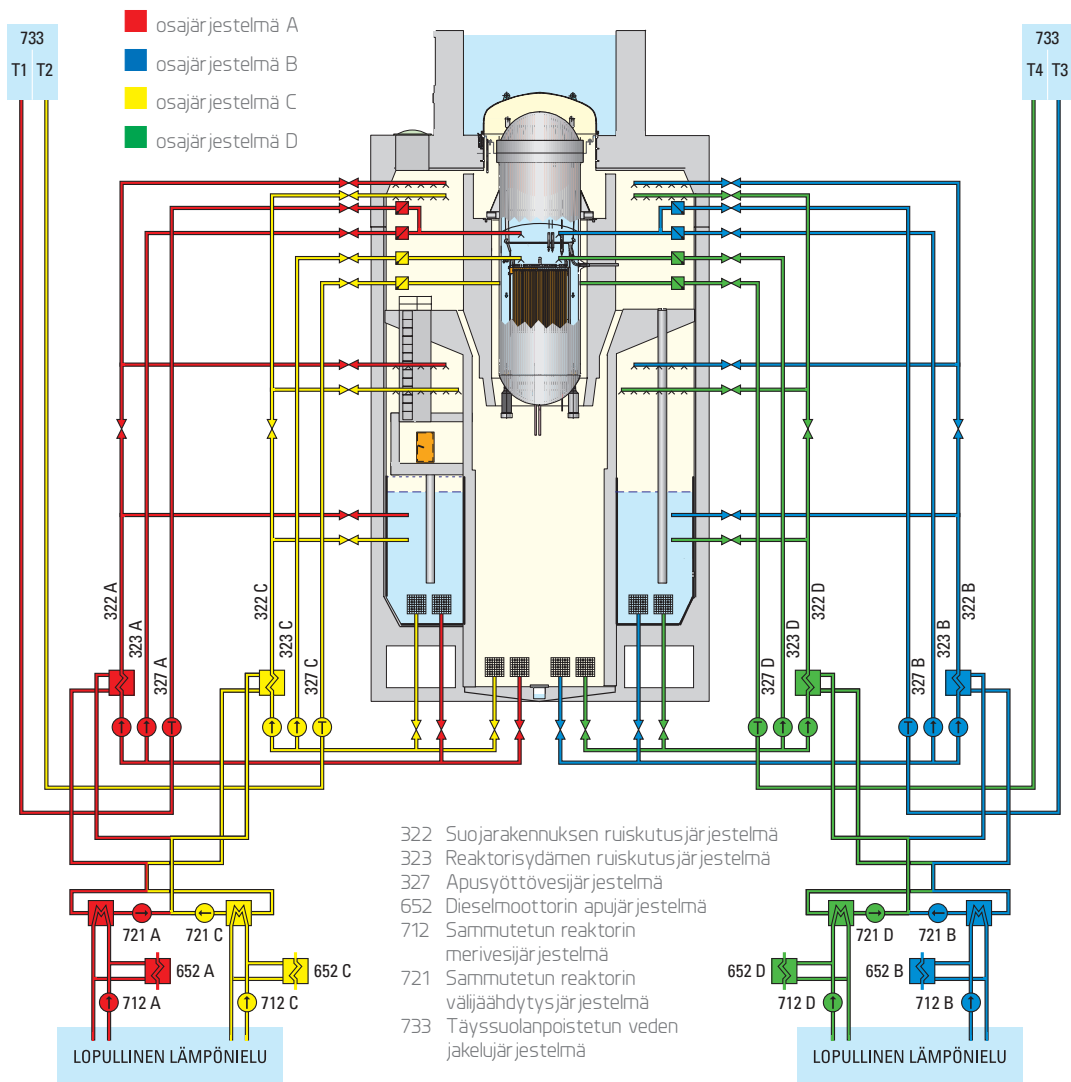 733
T1 T2
osajärjestelmä A
osajärjestelmä B
osajärjestelmä C
osajärjestelmä D
733
T4 T3
322 A
323 A
327 A
322 C
323 C
327 C
327 D
323 D
322 D
327 B
323 B
322 B
322 Suojarakennuksen ruiskutusjärjestelmä
323 Reaktorisydämen ruiskutusjärjestelmä
327 Apusyöttövesijärjestelmä
652 Dieselmoottorin apujärjestelmä
712 Sammutetun reaktorin
merivesijärjestelmä
721 Sammutetun reaktorin
välijäähdytysjärjestelmä
733 Täyssuolanpoistetun veden
jakelujärjestelmä
721 A
721 C
652 A
652 C
712 A
712 C
LOPULLINEN LÄMPÖNIELU
721 D
721 B
652 D
652 B
712 D
712 B
LOPULLINEN LÄMPÖNIELU